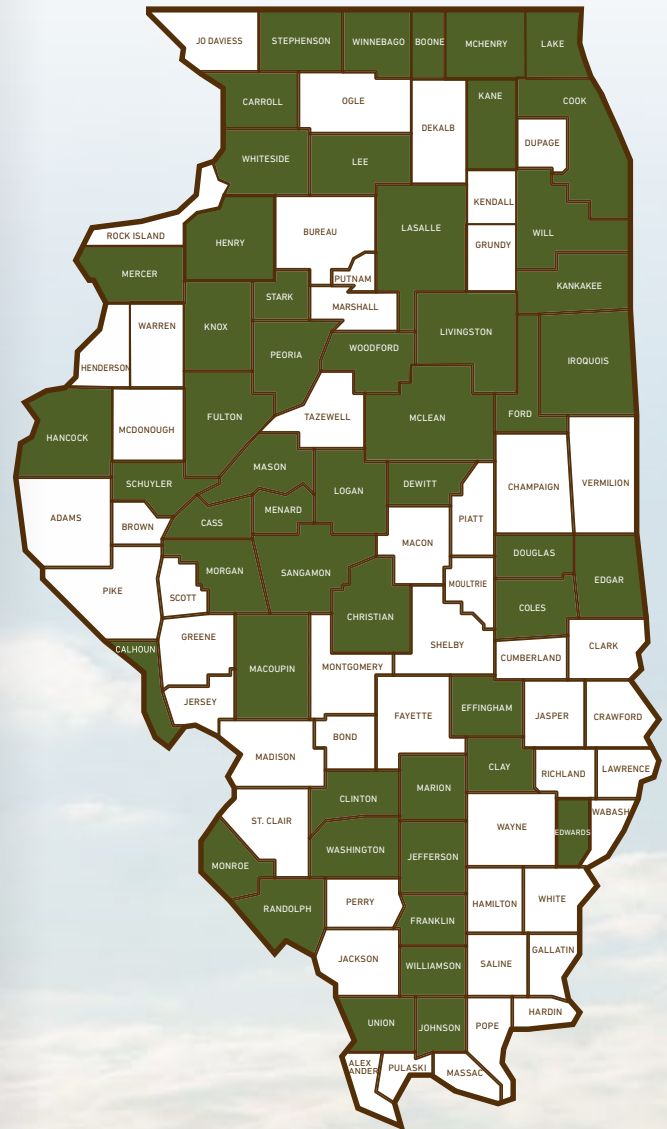 JO DAVIESS
STEPHENSON
WINNEBAGO
BOONE
MCHENRY
LAKE
CARROLL
OGLE
DEKALB
KANE
COOK
DUPAGE
WHITESIDE
LEE
KENDALL
ROCK ISLAND
HENRY
BUREAU
LASALLE
GRUNDY
WILL
MERCER
PUTNAM
KANKAKEE
STARK
MARSHALL
HENDERSON
WARREN
KNOX
PEORIA
WOODFORD
LIVINGSTON
IROQUOIS
HANCOCK
MCDONOUGH
FULTON
TAZEWELL
MCLEAN
FORD
SCHUYLER
MASON
LOGAN
DEWITT
CHAMPAIGN
VERMILION
ADAMS
BROWN
CASS
MENARD
MACON
PIATT
PIKE
SCOTT
MORGAN
SANGAMON
CHRISTIAN
MOULTRIE
DOUGLAS
EDGAR
COLES
CALHOUN
GREENE
MACOUPIN
MONTGOMERY
SHELBY
CUMBERLAND
CLARK
JERSEY
FAYETTE
EFFINGHAM
JASPER
CRAWFORD
MADISON
BOND
CLAY
RICHLAND
LAWRENCE
ST. CLAIR
CLINTON
MARION
WAYNE
EDWARDS
WABASH
MONROE
WASHINGTON
JEFFERSON
RANDOLPH
PERRY
FRANKLIN
HAMILTON
WHITE
JACKSON
WILLIAMSON
SALINE
GALLATIN
UNION
JOHNSON
POPE
HARDIN
ALEX
ANDER
PULASKI
MASSAC